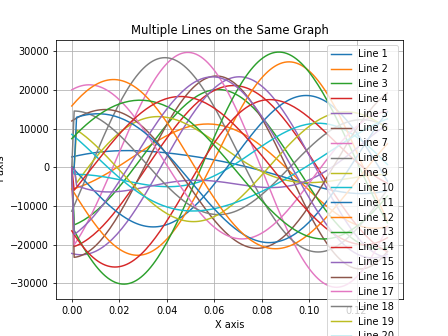 Multiple Lines on the Same Graph
30000
20000
10000
0
−10000
−20000
−30000
0.00
0.02
0.04
0.06
0.08
0.10
X axis
Line 1
Line 2
Line 3
Line 4
Line 6
Line 7
Line 8
Line 9
Line 10
Line 11
Line 12
Line 13
Line 14
Line 15
Line 16
Line 17
Line 18
Line 19